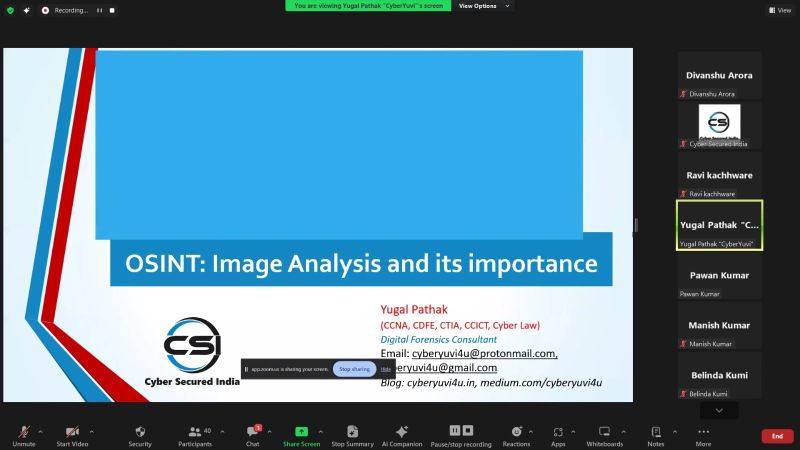 Recording...
You are viewing Yugal Pathak "CyberYuvi"'s screen
View Options
View
Divanshu Arora
Divanshu Arora
CSI
Cyber Secured India
Ravi kachhware
Ravi kachhware
Yugal Pathak "C...
Yugal Pathak "CyberYuvi"
Pawan Kumar
Pawan Kumar
Manish Kumar
Manish Kumar
Belinda Kumi
Belinda Kumi
OSINT: Image Analysis and its importance
Yugal Pathak
(CCNA, CDFE, CTIA, CCICT, Cyber Law)
Digital Forensics Consultant
Email: cyberyuvi4u@protonmail.com,
beryuvi4u@gmail.com
Blog: cyberyuvi4u.in, medium.com/cyberyuvi4u
CSI
Cyber Secured India
app.zoom.us is sharing your screen.
Stop sharing
Hide
Unmute
Start Video
Security
Participants
40
Chat
1
Share Screen
Stop Summary
AI Companion
Pause/stop recording
Reactions
Apps
Whiteboards
Notes
More
End